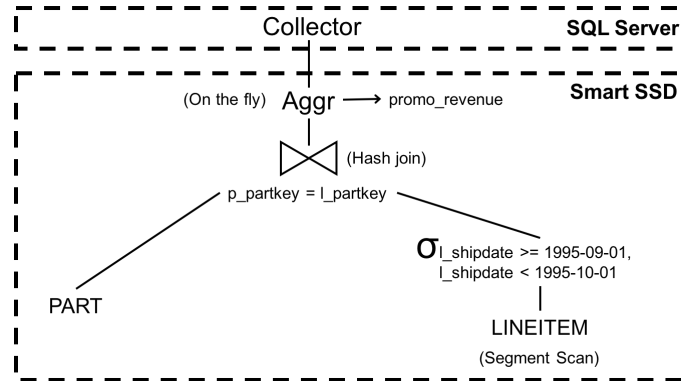 Collector
SQL Server
Smart SSD
(On the fly) Aggr promo_revenue
(Hash join)
p_partkey = l_partkey
σ l_shipdate >= 1995-09-01,
l_shipdate < 1995-10-01
PART
LINEITEM
(Segment Scan)